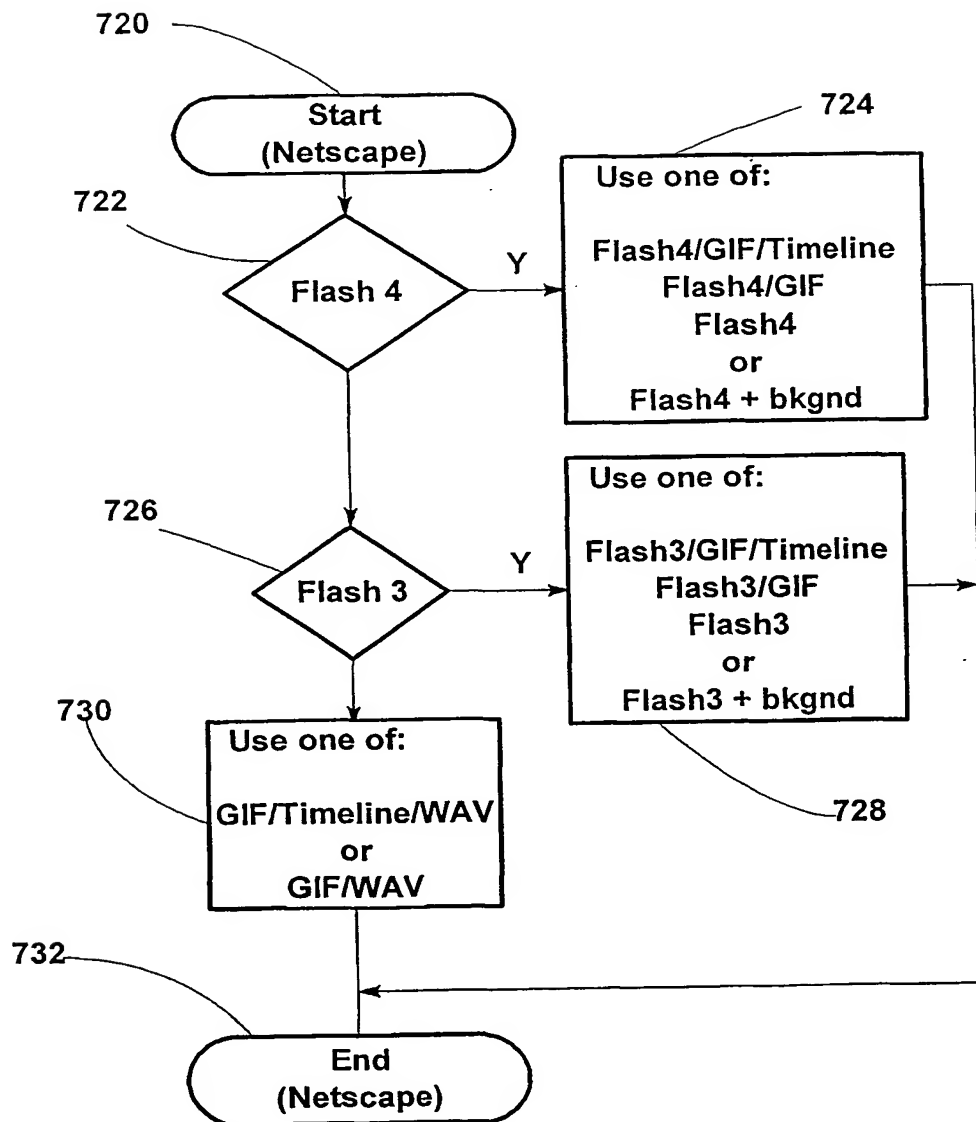 720
Start
(Netscape)
722
Flash 4
Y
724
Use one of:
Flash4/GIF/Timeline
Flash4/GIF
Flash4
or
Flash4 + bkgnd
726
Flash 3
Y
Use one of:
Flash3/GIF/Timeline
Flash3/GIF
Flash3
or
Flash3 + bkgnd
728
730
Use one of:
GIF/Timeline/WAV
or
GIF/WAV
732
End
(Netscape)